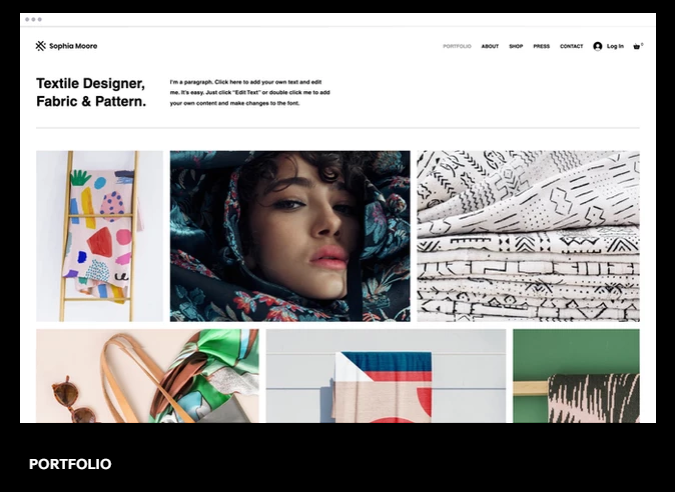 Sophia Moore
PORTFOLIO ABOUT SHOP PRESS CONTACT Log In 0
Textile Designer,
Fabric & Pattern.
I'm a paragraph. Click here to add your own text and edit
me. It's easy. Just click "Edit Text" or double click me to add
your own content and make changes to the font.
PORTFOLIO